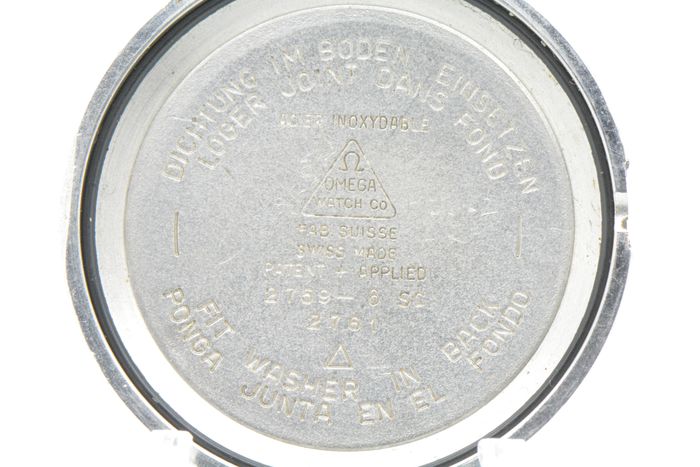 DICHTUNG IM BODEN EINSETZEN
LOGER JOINT DANS FOND
ACIER INOXYDABLE
Ω
OMEGA
WATCH CO
FAB. SUISSE
SWISS MADE
PATENT + APPLIED
2759-6 SC
2761
FIT WASHER IN BACK
PONGA JUNTA EN EL FONDO